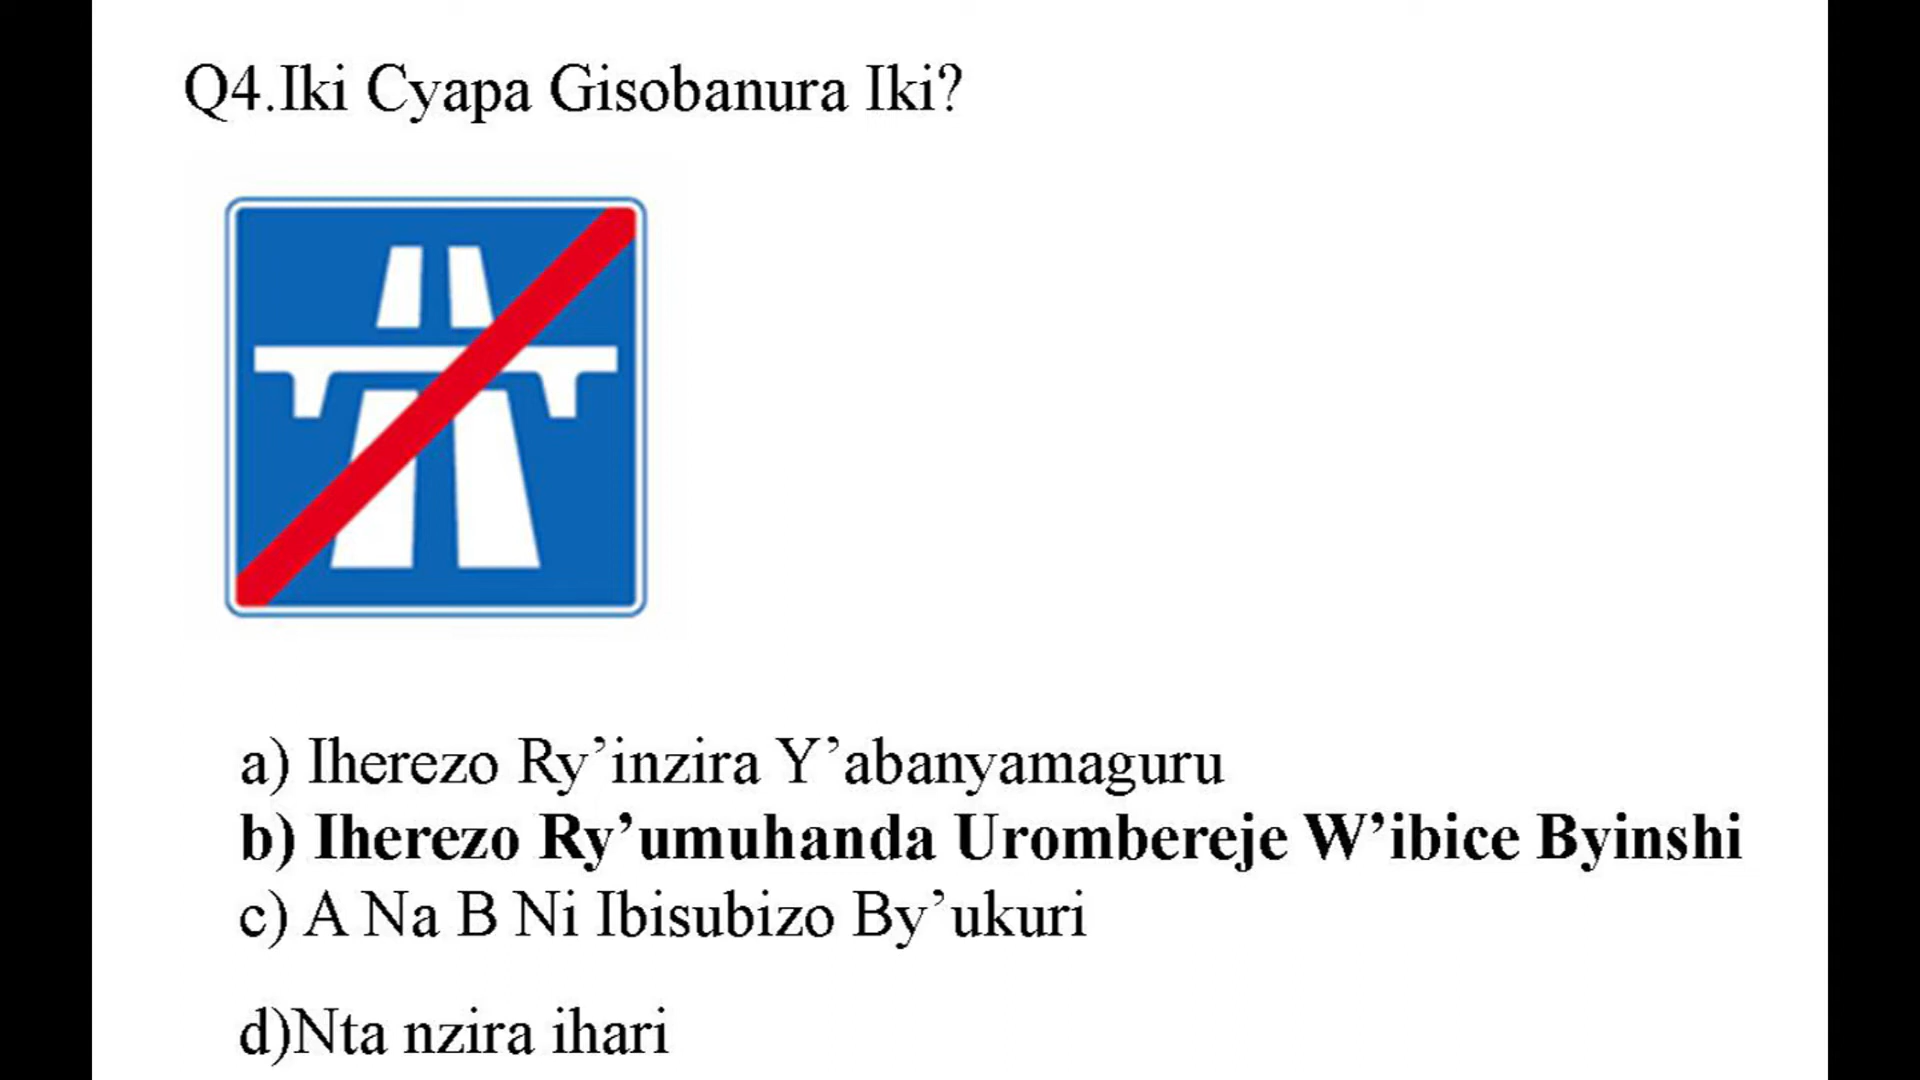 Q4.Iki Cyapa Gisobanura Iki?
a) Iherezo Ry’inzira Y’abanyamaguru
b) Iherezo Ry’umuhanda Urombereje W’ibice Byinshi
c) A Na B Ni Ibisubizo By’ukuri
d)Nta nzira ihari